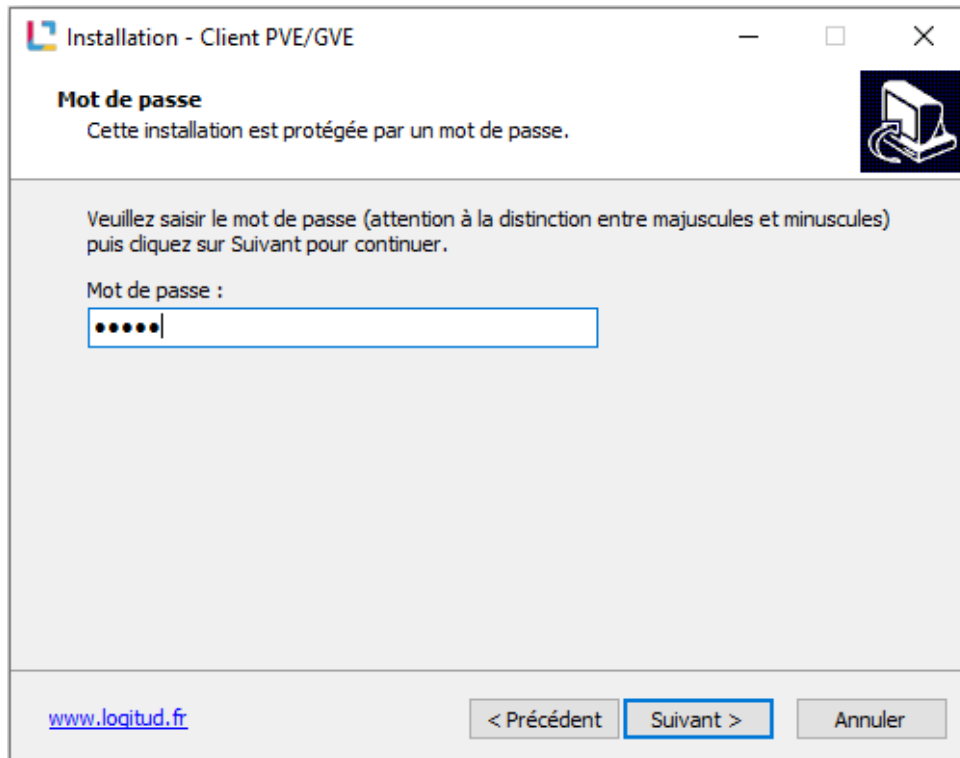 Installation - Client PVE/GVE
Mot de passe
Cette installation est protégée par un mot de passe.
Veuillez saisir le mot de passe (attention à la distinction entre majuscules et minuscules)
puis cliquez sur Suivant pour continuer.
Mot de passe :
•••••
www.logitud.fr
< Précédent
Suivant >
Annuler